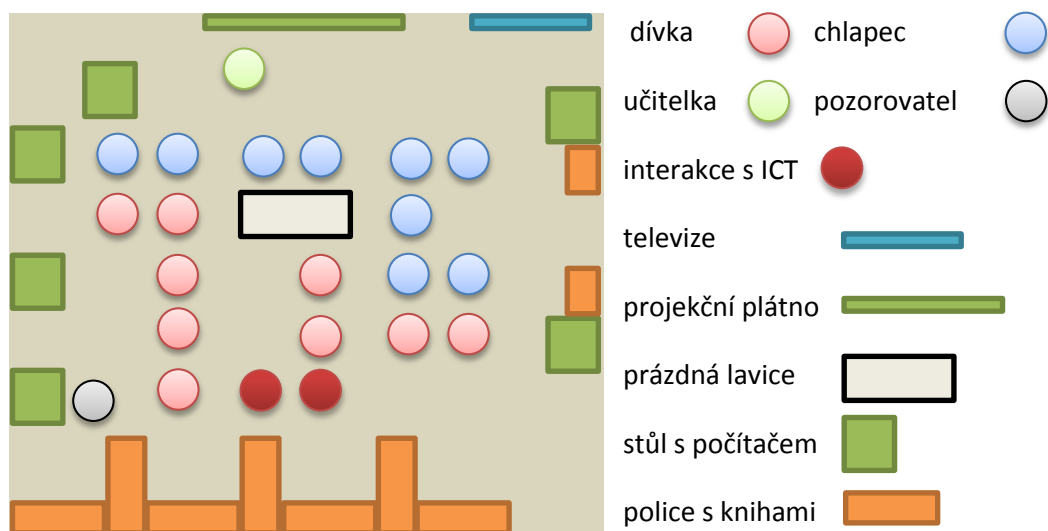 dívka chlapec
učitelka pozorovatel
interakce s ICT
televize
projekční plátno
prázdná lavice
stůl s počítačem
police s knihami